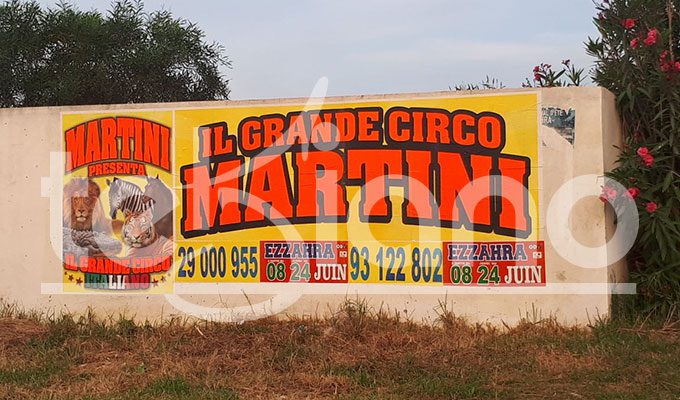 MARTINI
PRESENTA
IL GRANDE CIRCO
ITALIANO
IL GRANDE CIRCO
MARTINI
29 000 955
EZZAHRA
08 24 JUIN
93 122 802
EZZAHRA
08 24 JUIN